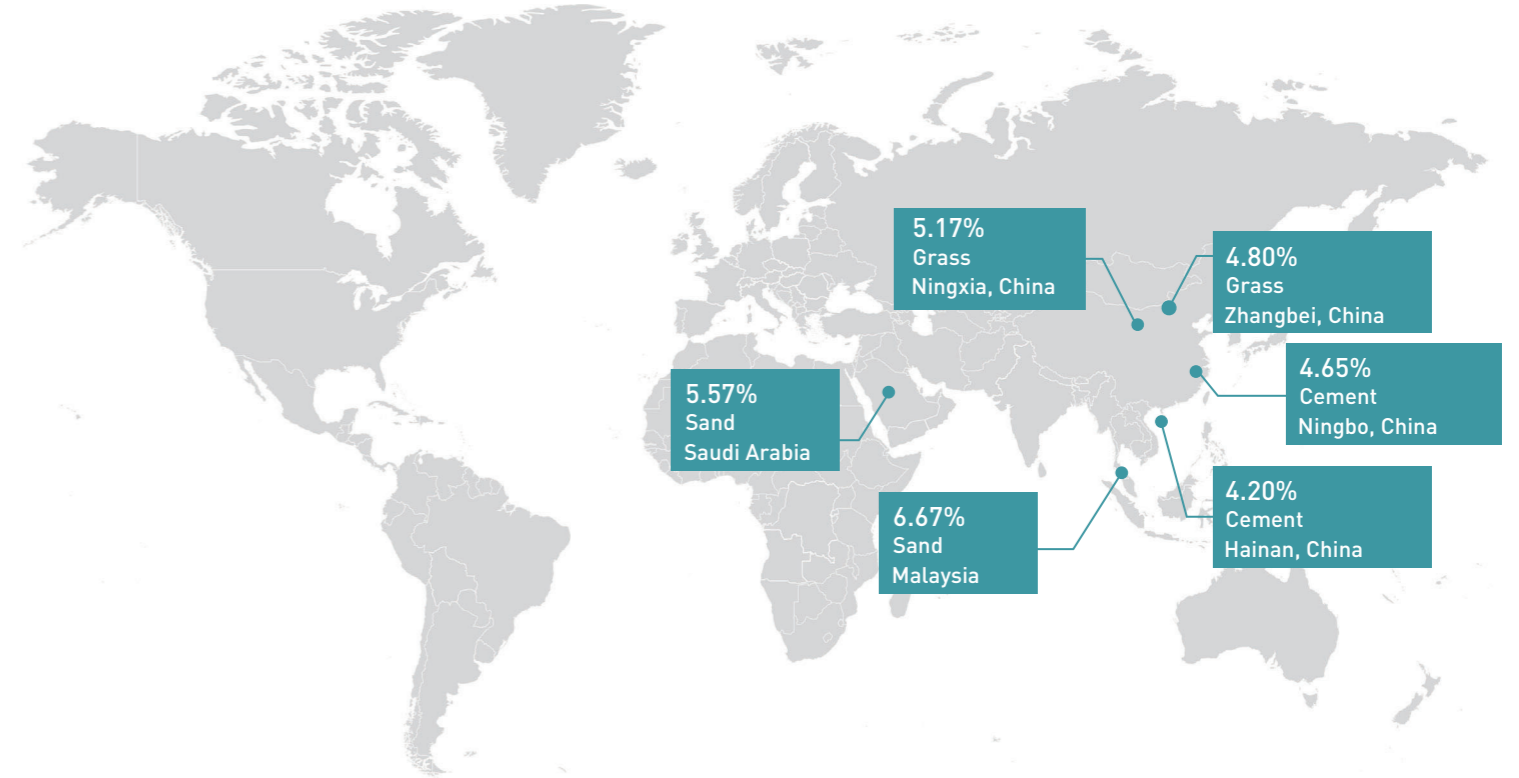 5.17%
Grass
Ningxia, China
4.80%
Grass
Zhangbei, China
4.65%
Cement
Ningbo, China
5.57%
Sand
Saudi Arabia
4.20%
Cement
Hainan, China
6.67%
Sand
Malaysia